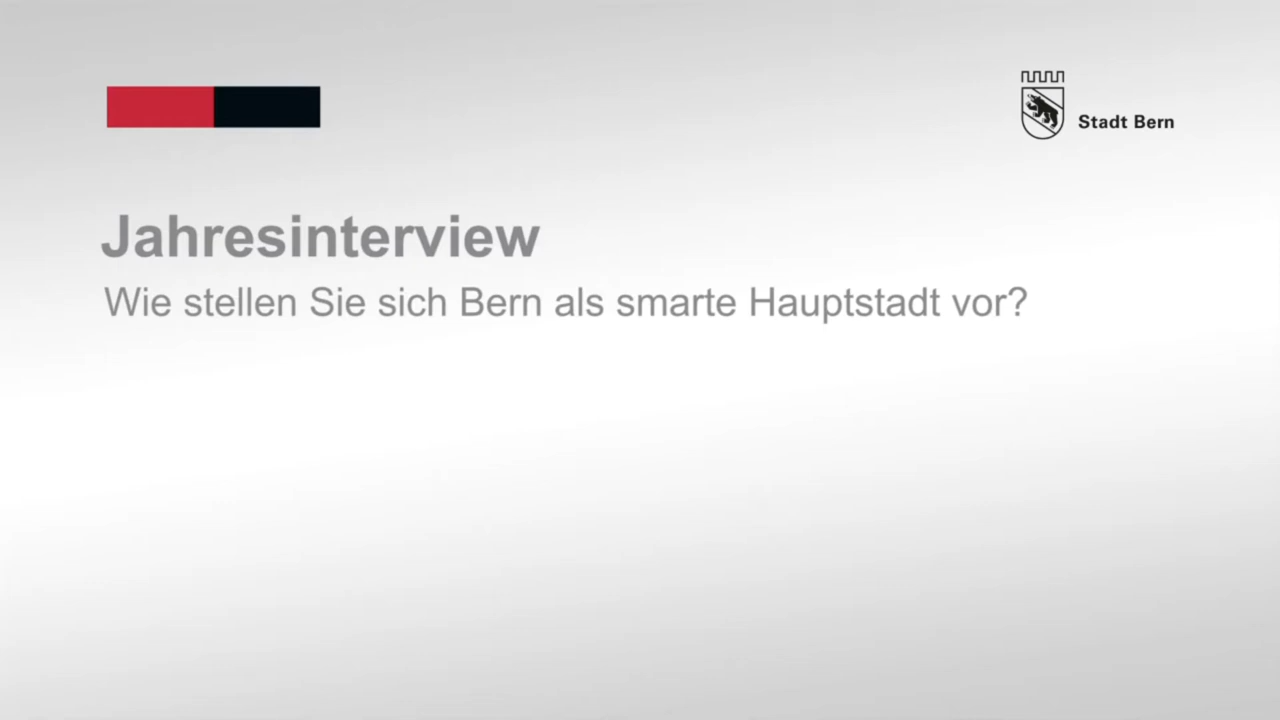 Stadt Bern
Jahresinterview
Wie stellen Sie sich Bern als smarte Hauptstadt vor?